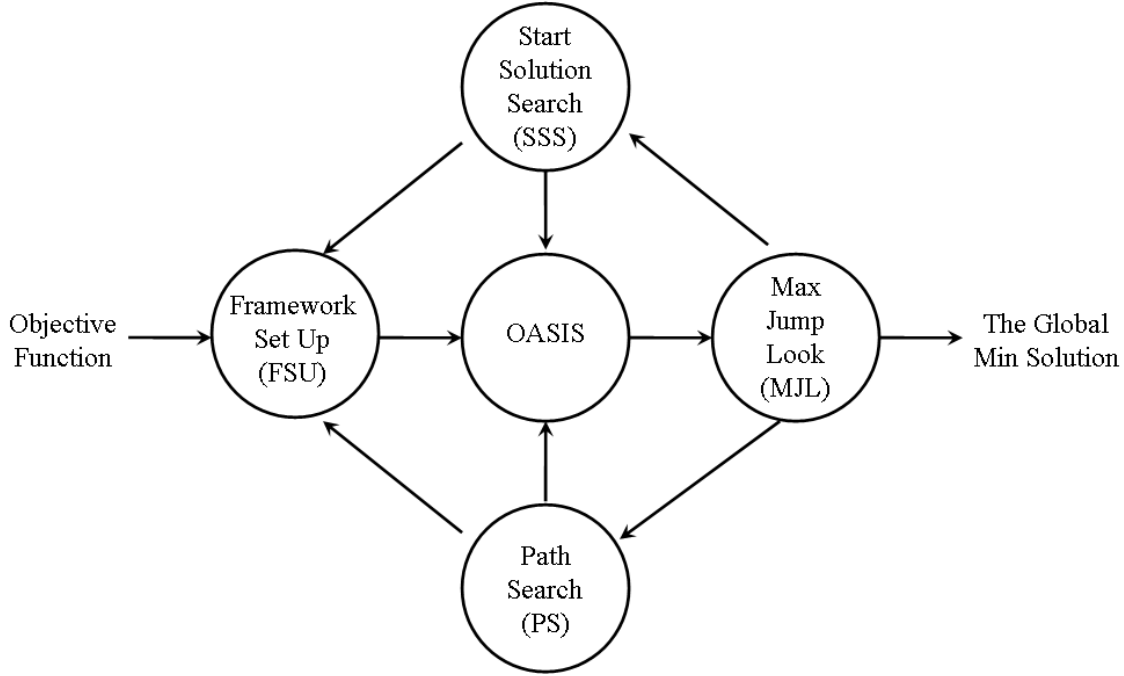 Start
Solution
Search
(SSS)
Objective
Function
Framework
Set Up
(FSU)
OASIS
Max
Jump
Look
(MJL)
The Global
Min Solution
Path
Search
(PS)